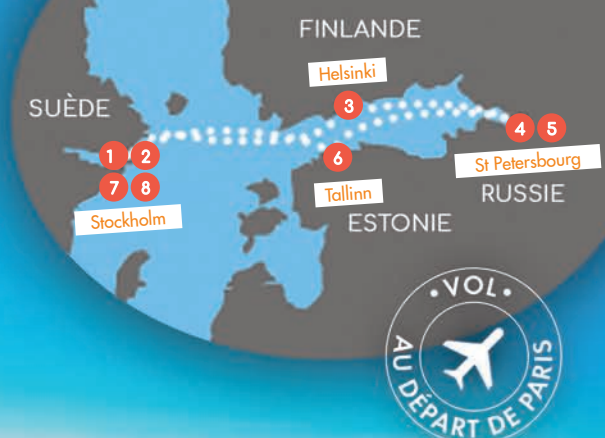 FINLANDE
Helsinki
SUÈDE
3
4 5
1 2
6
St Petersbourg
7 8
Tallinn
RUSSIE
Stockholm
ESTONIE
• VOL •
AU DÉPART DE PARIS